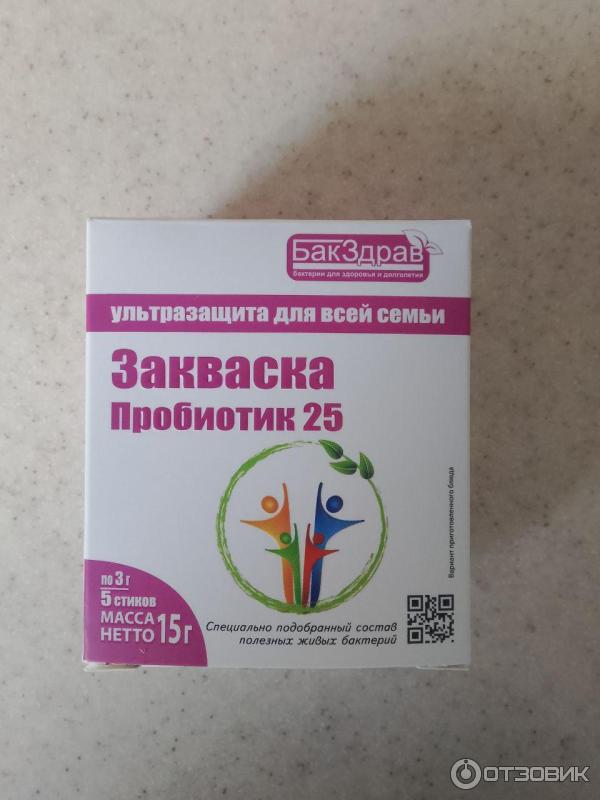 БакЗдрав
бактерии для здоровья и долголетия
ультразащита для всей семьи
Закваска
Пробиотик 25
Вариант приготовленного блюда
по 3 г
5 стиков
МАССА
НЕТТО 15г
Специально подобранный состав
полезных живых бактерий
ОТЗОВИК